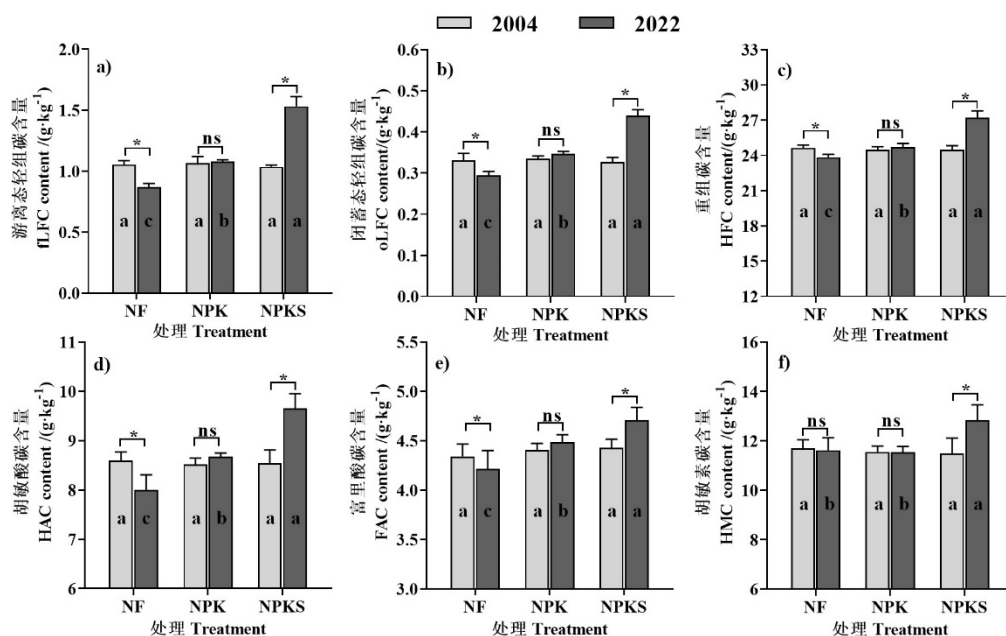 2004 2022
a)
游离态轻组碳含量
fLFC content /(g·kg⁻¹)
2.0
1.5
1.0
0.5
0.0
* ns *
a c a b a a
NF NPK NPKS
处理 Treatment
b)
闭蓄态轻组碳含量
oLFC content /(g·kg⁻¹)
0.6
0.5
0.4
0.3
0.2
0.1
0.0
* ns *
a c a b a a
NF NPK NPKS
处理 Treatment
c)
重组碳含量
HFC content/(g·kg⁻¹)
30
27
24
21
18
15
12
* ns *
a c a b a a
NF NPK NPKS
处理 Treatment
d)
胡敏酸碳含量
HAC content /(g·kg⁻¹)
11
10
9
8
7
6
* ns *
a c a b a a
NF NPK NPKS
处理 Treatment
e)
富里酸碳含量
FAC content /(g·kg⁻¹)
5.5
5.0
4.5
4.0
3.5
3.0
* ns *
a c a b a a
NF NPK NPKS
处理 Treatment
f)
胡敏素碳含量
HMC content /(g·kg⁻¹)
16
14
12
10
8
6
ns ns *
a b a b a a
NF NPK NPKS
处理 Treatment